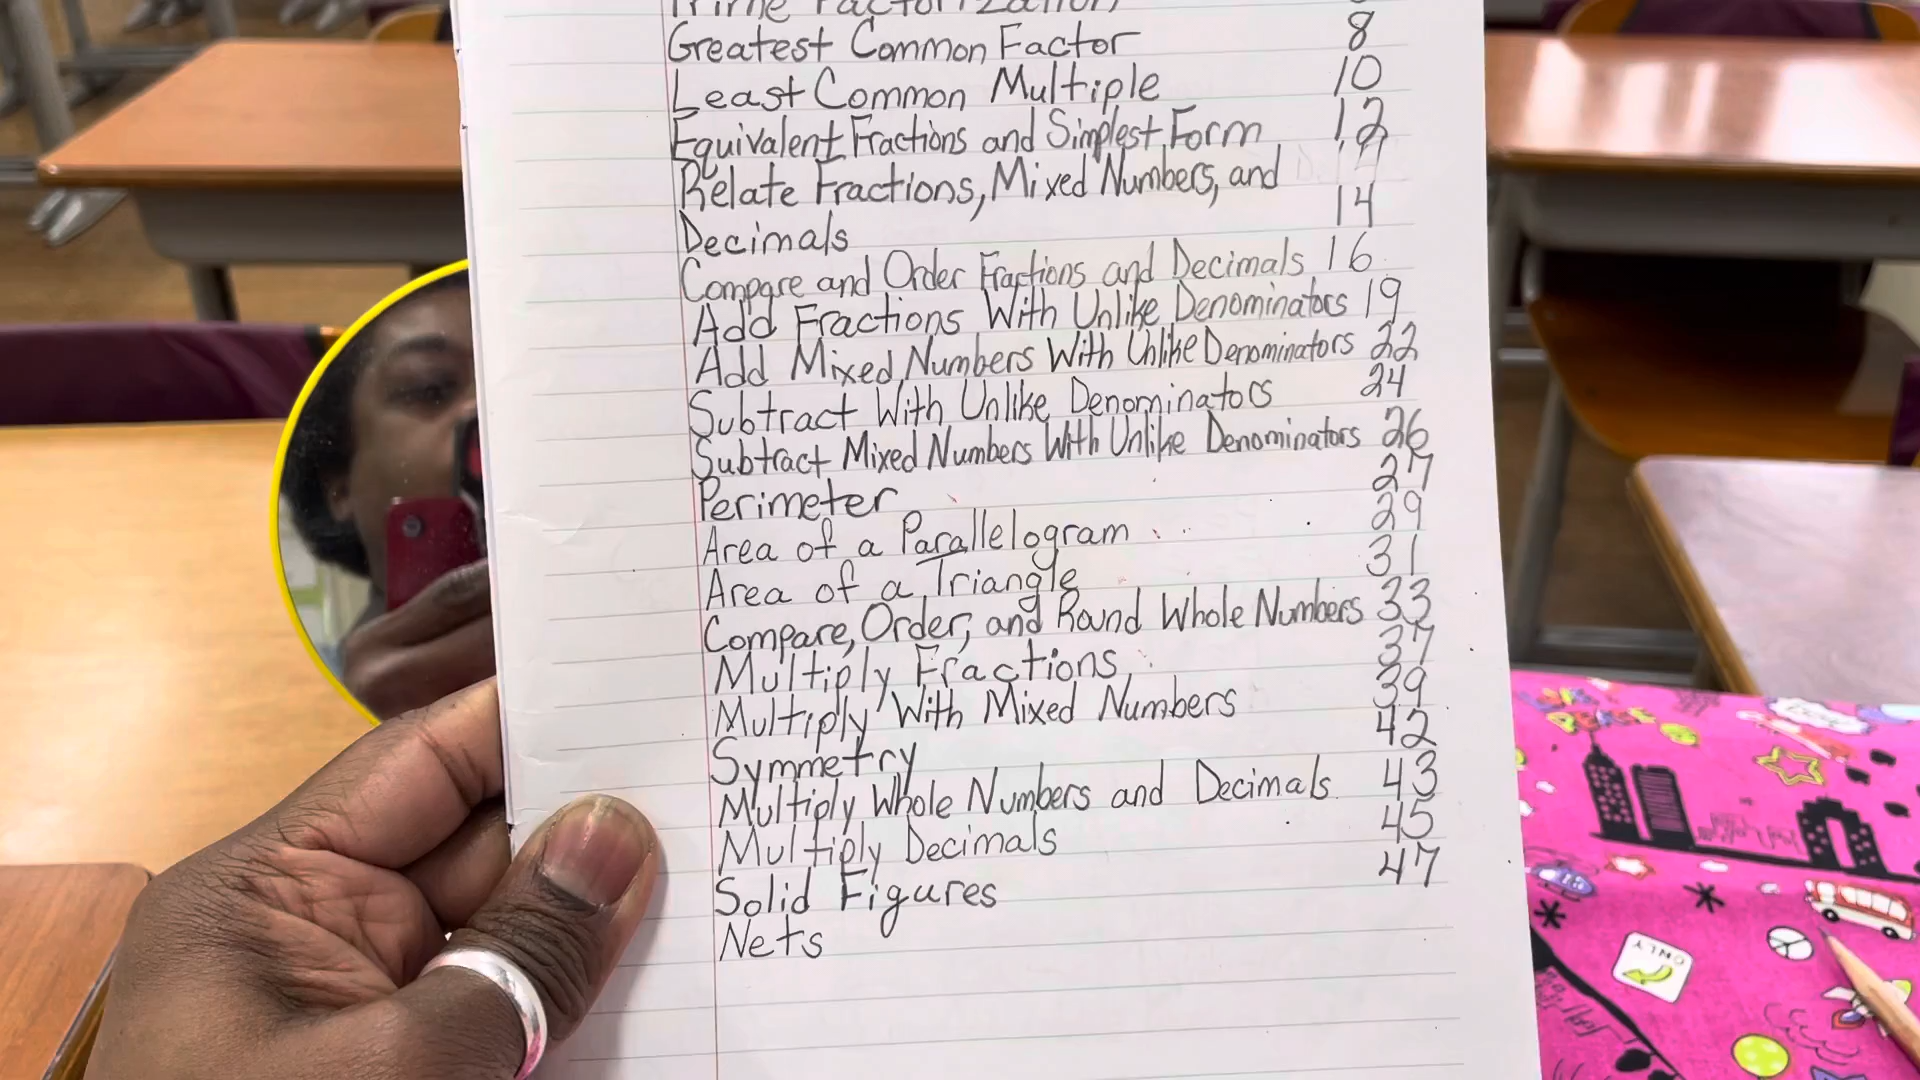 Prime Factorization
Greatest Common Factor 8
Least Common Multiple 10
Equivalent Fractions and Simplest Form 12
Relate Fractions, Mixed Numbers, and
Decimals 14
Compare and Order Fractions and Decimals 16
Add Fractions With Unlike Denominators 19
Add Mixed Numbers With Unlike Denominators 22
Subtract With Unlike Denominators 24
Subtract Mixed Numbers With Unlike Denominators 26
Perimeter 27
Area of a Parallelogram 29
Area of a Triangle 31
Compare, Order, and Round Whole Numbers 33
Multiply Fractions 37
Multiply With Mixed Numbers 39
Symmetry 42
Multiply Whole Numbers and Decimals 43
Multiply Decimals 45
Solid Figures 47
Nets
ONLY